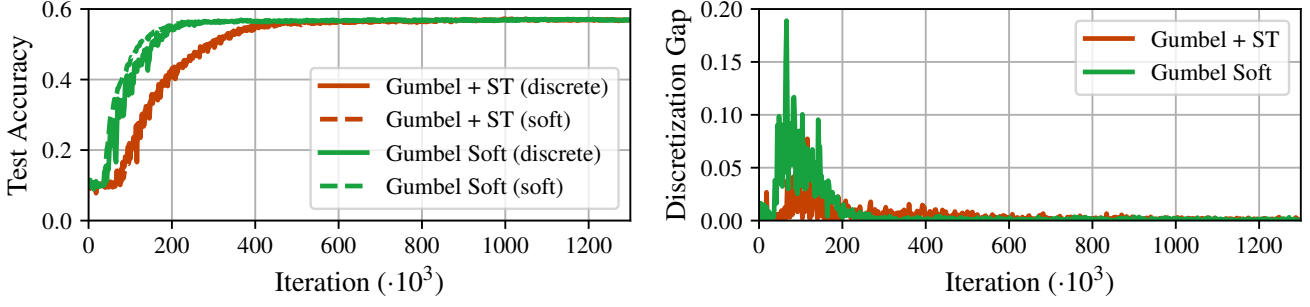 0.6
0.4
0.2
0.0
Test Accuracy
0 200 400 600 800 1000 1200
Iteration (·10³)
Gumbel + ST (discrete)
Gumbel + ST (soft)
Gumbel Soft (discrete)
Gumbel Soft (soft)
0.20
0.15
0.10
0.05
0.00
Discretization Gap
0 200 400 600 800 1000 1200
Iteration (·10³)
Gumbel + ST
Gumbel Soft